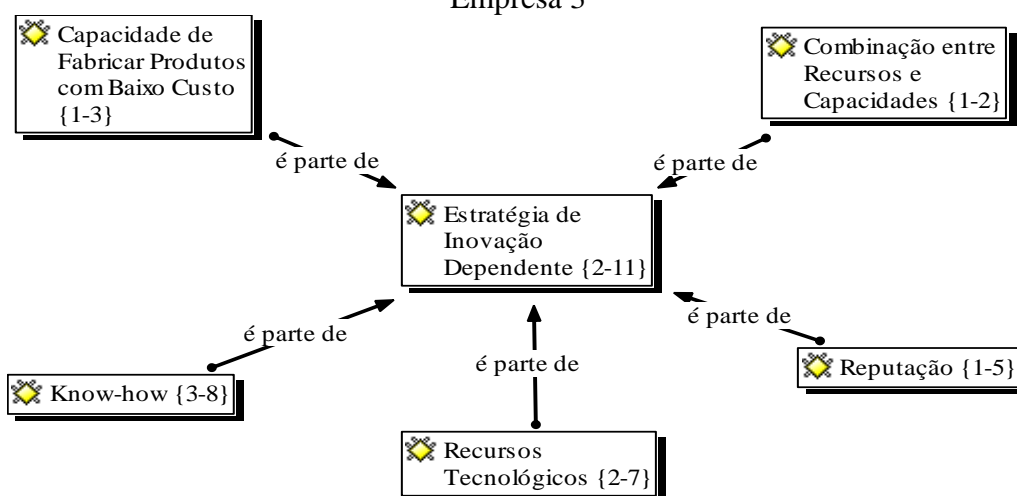 Empresa 3
Capacidade de
Fabricar Produtos
com Baixo Custo
{1-3}
Combinação entre
Recursos e
Capacidades {1-2}
é parte de
é parte de
Estratégia de
Inovação
Dependente {2-11}
é parte de
é parte de
é parte de
Know-how {3-8}
Reputação {1-5}
Recursos
Tecnológicos {2-7}